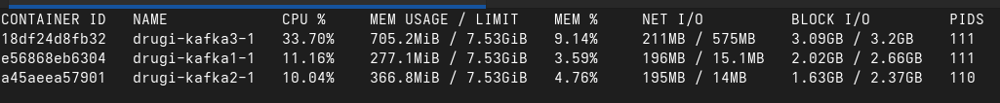 CONTAINER ID NAME CPU % MEM USAGE / LIMIT MEM % NET I/O BLOCK I/O PIDS
18df24d8fb32 drugi-kafka3-1 33.70% 705.2MiB / 7.53GiB 9.14% 211MB / 575MB 3.09GB / 3.2GB 111
e56868eb6304 drugi-kafka1-1 11.16% 277.1MiB / 7.53GiB 3.59% 196MB / 15.1MB 2.02GB / 2.66GB 111
a45aeea57901 drugi-kafka2-1 10.04% 366.8MiB / 7.53GiB 4.76% 195MB / 14MB 1.63GB / 2.37GB 110